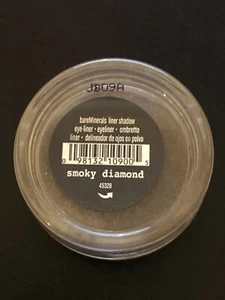 JB09A
bareMinerals liner shadow
eye-liner • eyeliner • ombretto
liner • delineador de ojos en polvo
0 98132 10900 5
smoky diamond
45328